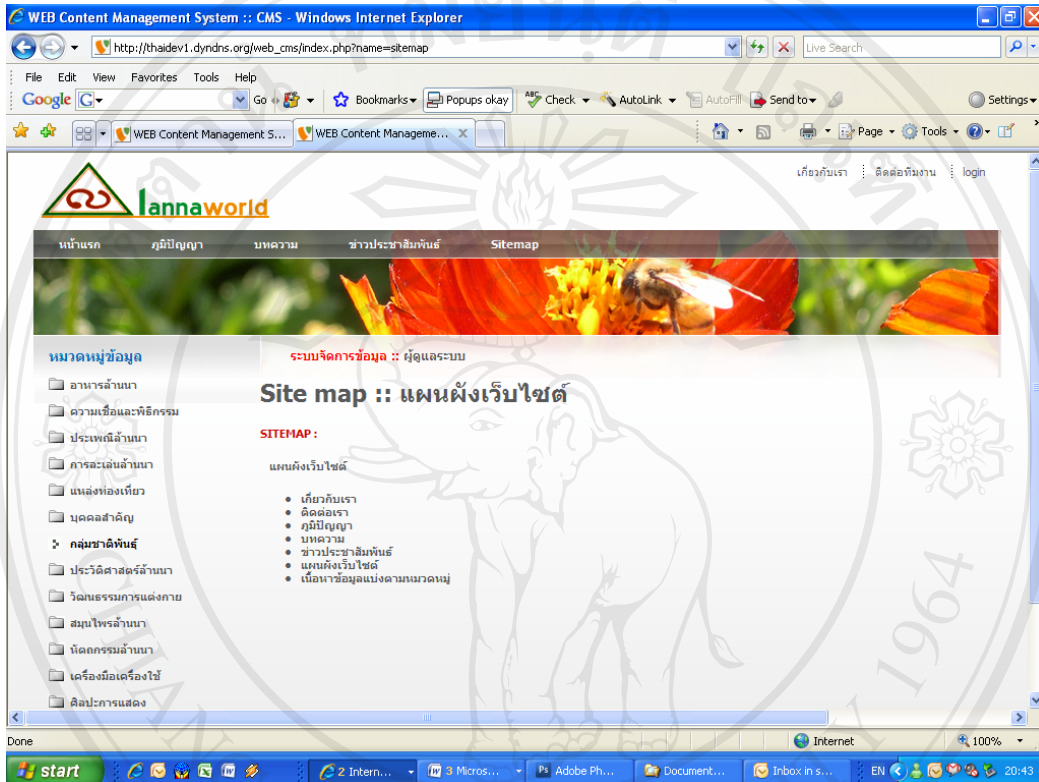 WEB Content Management System :: CMS - Windows Internet Explorer
http://thaidev1.dyndns.org/web_cms/index.php?name=sitemap
Live Search
File Edit View Favorites Tools Help
Google G Go Bookmarks Popups okay ABC Check AutoLink AutoFill Send to Settings
WEB Content Management S... WEB Content Manageme... Page Tools
เกี่ยวกับเรา ติดต่อทีมงาน login
lannaworld
หน้าแรก ภูมิปัญญา บทความ ข่าวประชาสัมพันธ์ Sitemap
หมวดหมู่ข้อมูล
ระบบจัดการข้อมูล :: ผู้ดูแลระบบ
อาหารล้านนา
ความเชื่อและพิธีกรรม
ประเพณีล้านนา
การละเล่นล้านนา
แหล่งท่องเที่ยว
บุคคลสำคัญ
กลุ่มชาติพันธุ์
ประวัติศาสตร์ล้านนา
วัฒนธรรมการแต่งกาย
สมุนไพรล้านนา
หัตถกรรมล้านนา
เครื่องมือเครื่องใช้
ศิลปะการแสดง
Site map :: แผนผังเว็บไซต์
SITEMAP :
แผนผังเว็บไซต์
เกี่ยวกับเรา
ติดต่อเรา
ภูมิปัญญา
บทความ
ข่าวประชาสัมพันธ์
แผนผังเว็บไซต์
เนื้อหาข้อมูลแบ่งตามหมวดหมู่
Done Internet 100%
start 2 Intern... 3 Micros... Adobe Ph... Document... Inbox in s... EN 20:43